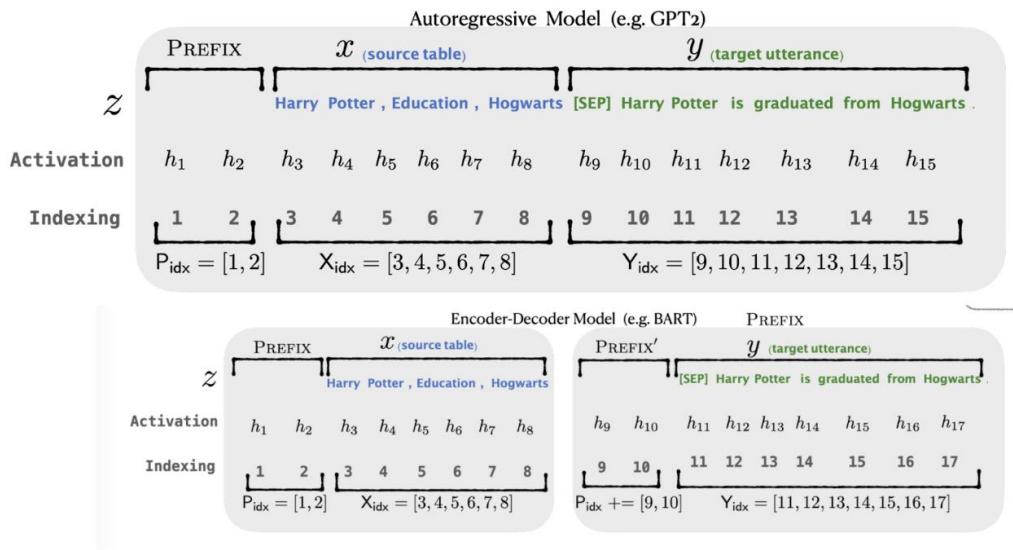 Autoregressive Model (e.g. GPT2)
PREFIX x (source table) y (target utterance)
z Harry Potter , Education , Hogwarts [SEP] Harry Potter is graduated from Hogwarts .
Activation h1 h2 h3 h4 h5 h6 h7 h8 h9 h10 h11 h12 h13 h14 h15
Indexing 1 2 3 4 5 6 7 8 9 10 11 12 13 14 15
Pidx = [1, 2] Xidx = [3, 4, 5, 6, 7, 8] Yidx = [9, 10, 11, 12, 13, 14, 15]
Encoder-Decoder Model (e.g. BART) PREFIX
PREFIX x (source table) PREFIX′ y (target utterance)
z Harry Potter , Education , Hogwarts [SEP] Harry Potter is graduated from Hogwarts .
Activation h1 h2 h3 h4 h5 h6 h7 h8 h9 h10 h11 h12 h13 h14 h15 h16 h17
Indexing 1 2 3 4 5 6 7 8 9 10 11 12 13 14 15 16 17
Pidx = [1, 2] Xidx = [3, 4, 5, 6, 7, 8] Pidx += [9, 10] Yidx = [11, 12, 13, 14, 15, 16, 17]